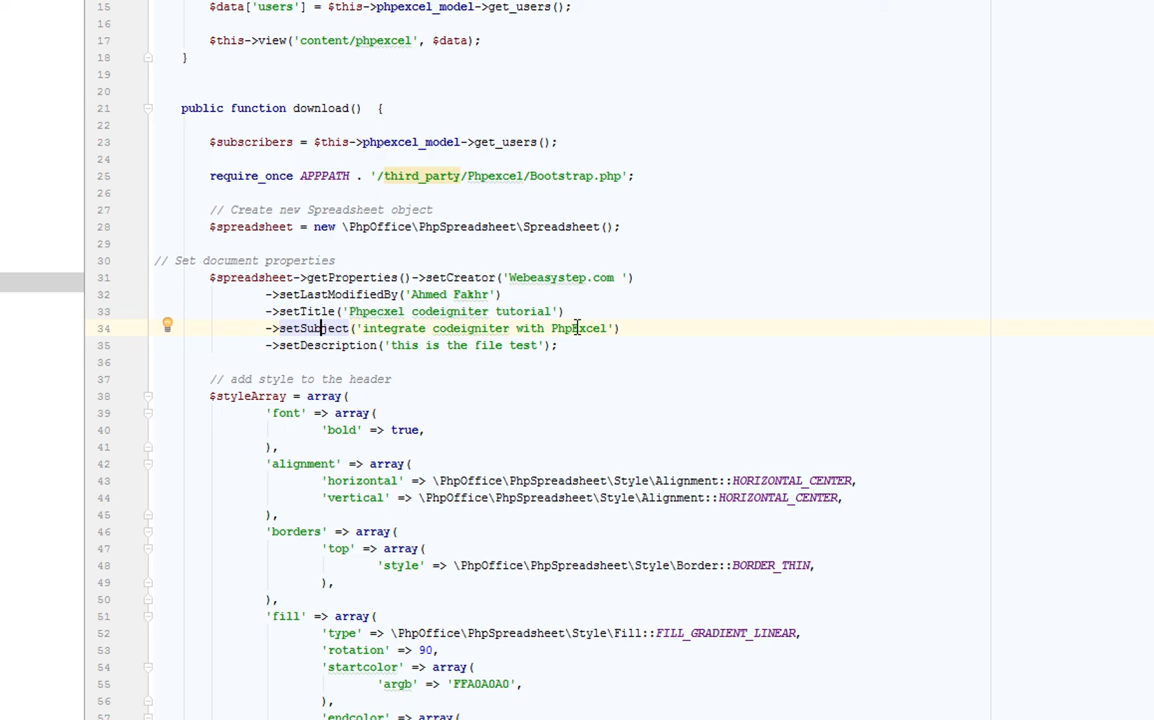 15 $data['users'] = $this->phpexcel_model->get_users();
16
17 $this->view('content/phpexcel', $data);
18 }
19
20
21 public function download()  {
22
23 $subscribers = $this->phpexcel_model->get_users();
24
25 require_once APPPATH . '/third_party/Phpexcel/Bootstrap.php';
26
27 // Create new Spreadsheet object
28 $spreadsheet = new \PhpOffice\PhpSpreadsheet\Spreadsheet();
29
30 // Set document properties
31 $spreadsheet->getProperties()->setCreator('Webeasystep.com ')
32 ->setLastModifiedBy('Ahmed Fakhr')
33 ->setTitle('Phpecxel codeigniter tutorial')
34 ->setSubject('integrate codeigniter with PhpExcel')
35 ->setDescription('this is the file test');
36
37 // add style to the header
38 $styleArray = array(
39 'font' => array(
40 'bold' => true,
41 ),
42 'alignment' => array(
43 'horizontal' => \PhpOffice\PhpSpreadsheet\Style\Alignment::HORIZONTAL_CENTER,
44 'vertical' => \PhpOffice\PhpSpreadsheet\Style\Alignment::HORIZONTAL_CENTER,
45 ),
46 'borders' => array(
47 'top' => array(
48 'style' => \PhpOffice\PhpSpreadsheet\Style\Border::BORDER_THIN,
49 ),
50 ),
51 'fill' => array(
52 'type' => \PhpOffice\PhpSpreadsheet\Style\Fill::FILL_GRADIENT_LINEAR,
53 'rotation' => 90,
54 'startcolor' => array(
55 'argb' => 'FFA0A0A0',
56 ),
57 'endcolor' => array(